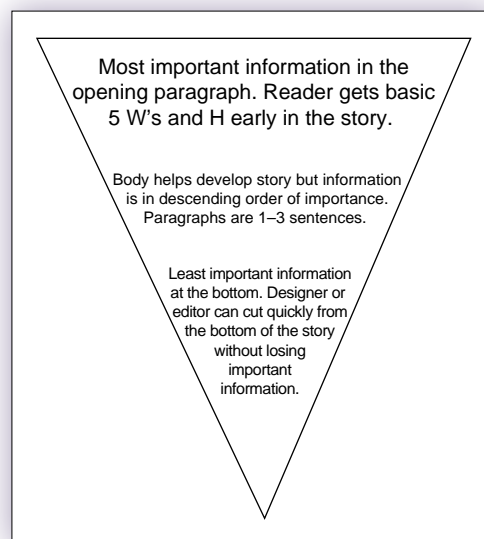 Most important information in the
opening paragraph. Reader gets basic
5 W's and H early in the story.
Body helps develop story but information
is in descending order of importance.
Paragraphs are 1–3 sentences.
Least important information
at the bottom. Designer or
editor can cut quickly from
the bottom of the story
without losing
important
information.